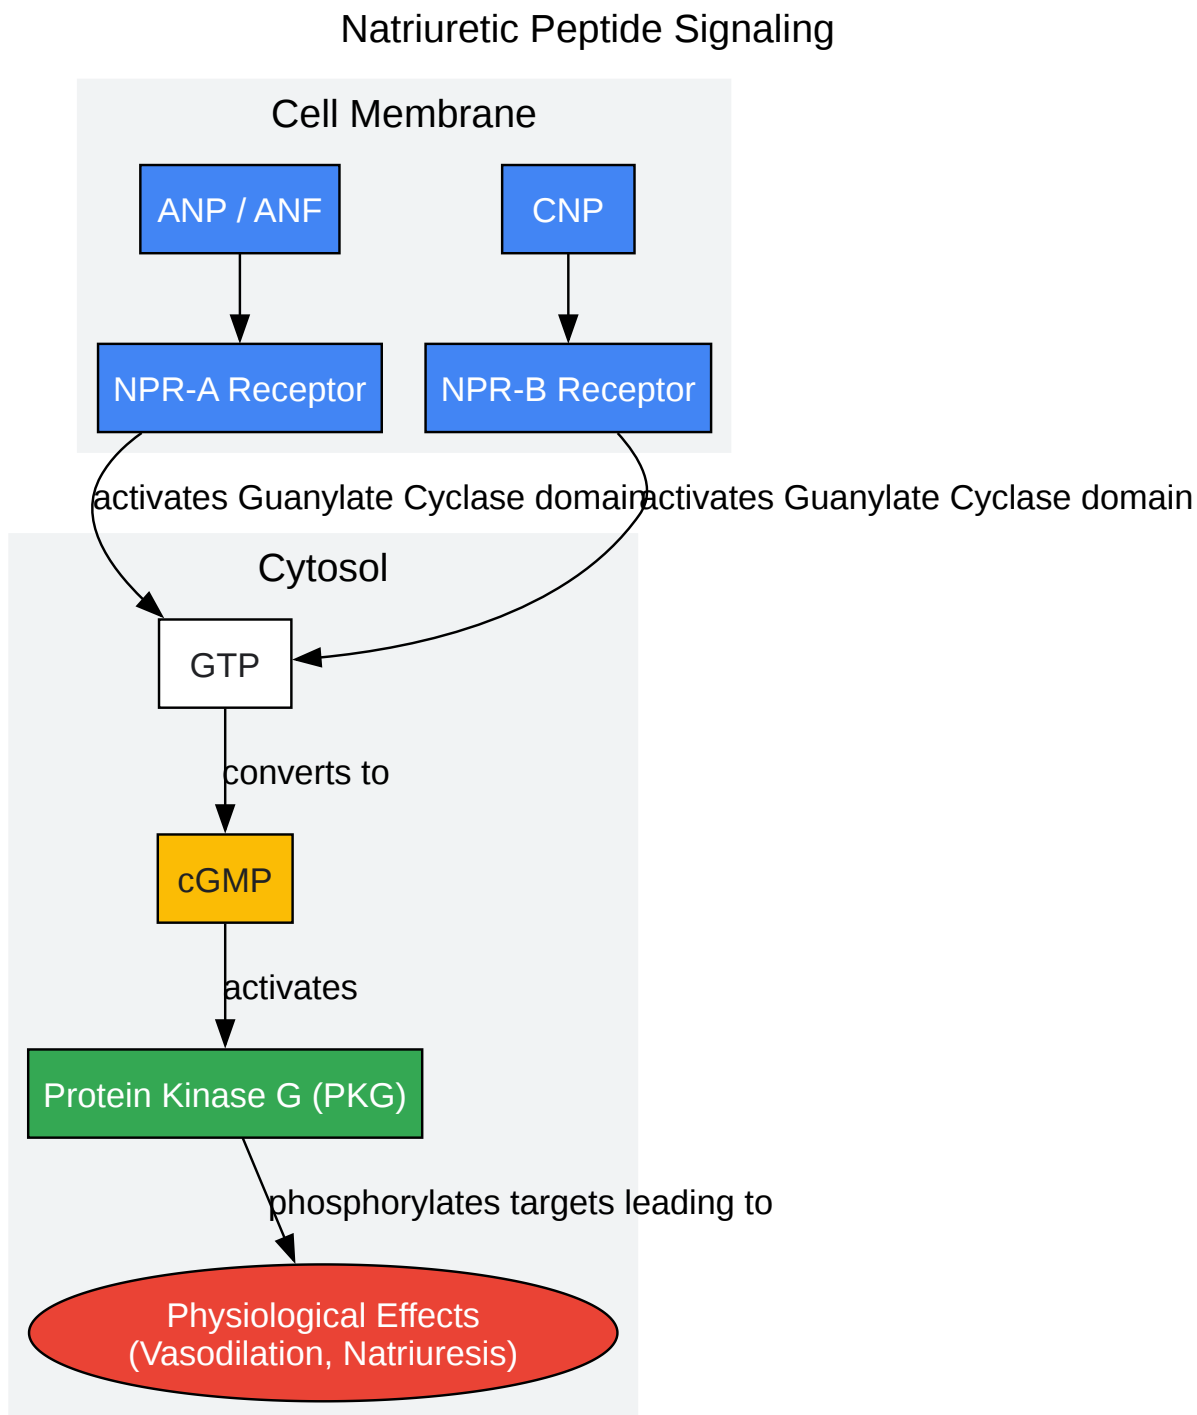 Natriuretic Peptide Signaling
Cell Membrane
ANP / ANF
CNP
NPR-A Receptor
NPR-B Receptor
activates Guanylate Cyclase domain
activates Guanylate Cyclase domain
Cytosol
GTP
converts to
cGMP
activates
Protein Kinase G (PKG)
phosphorylates targets leading to
Physiological Effects
(Vasodilation, Natriuresis)